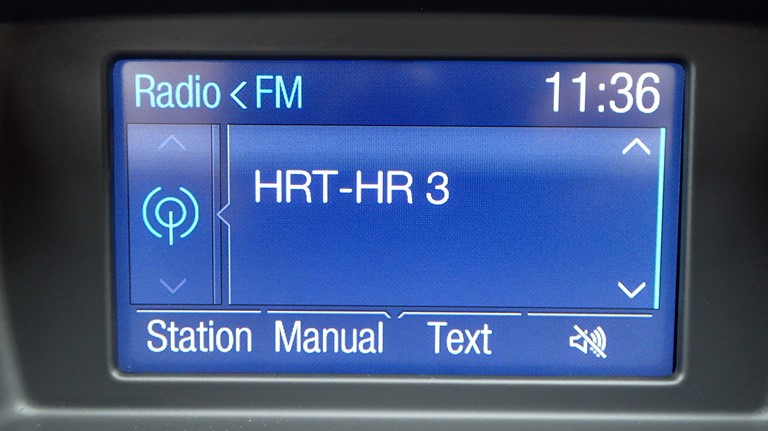 Radio < FM 11:36
HRT-HR 3
Station Manual Text